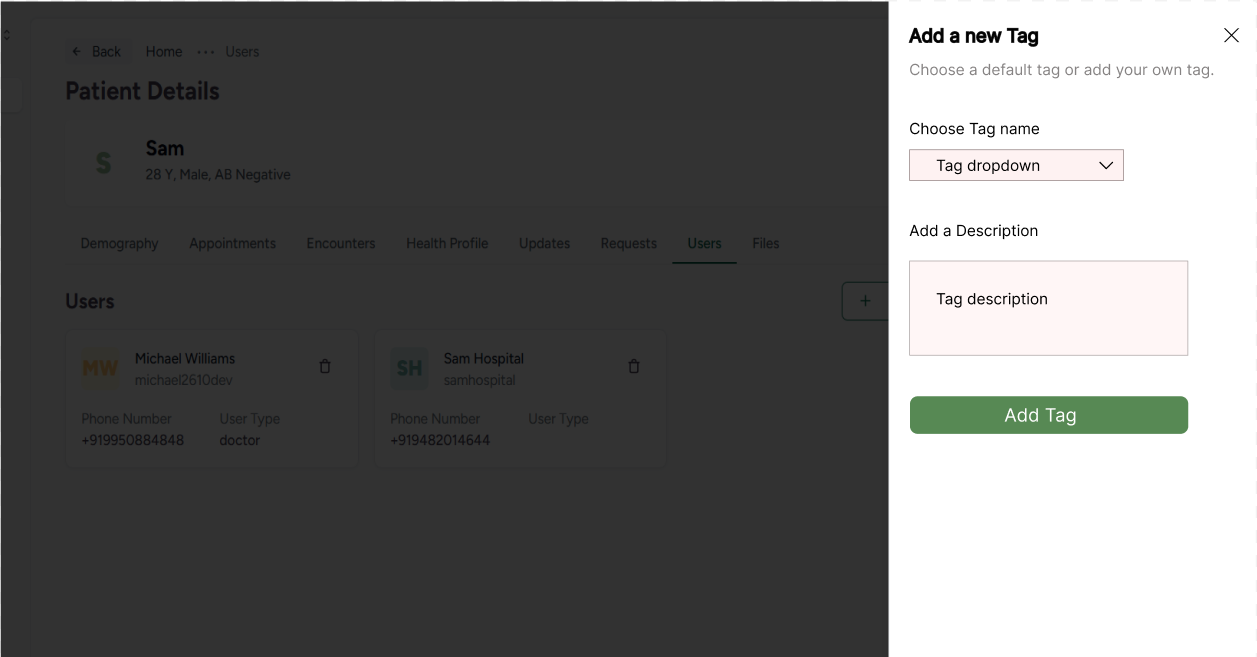 Back Home ... Users
Patient Details
S
Sam
28 Y, Male, AB Negative
Demography Appointments Encounters Health Profile Updates Requests Users Files
Users
+
MW
Michael Williams
michael2610dev
Phone Number User Type
+919950884848 doctor
SH
Sam Hospital
samhospital
Phone Number User Type
+919482014644
Add a new Tag
Choose a default tag or add your own tag.
Choose Tag name
Tag dropdown
Add a Description
Tag description
Add Tag